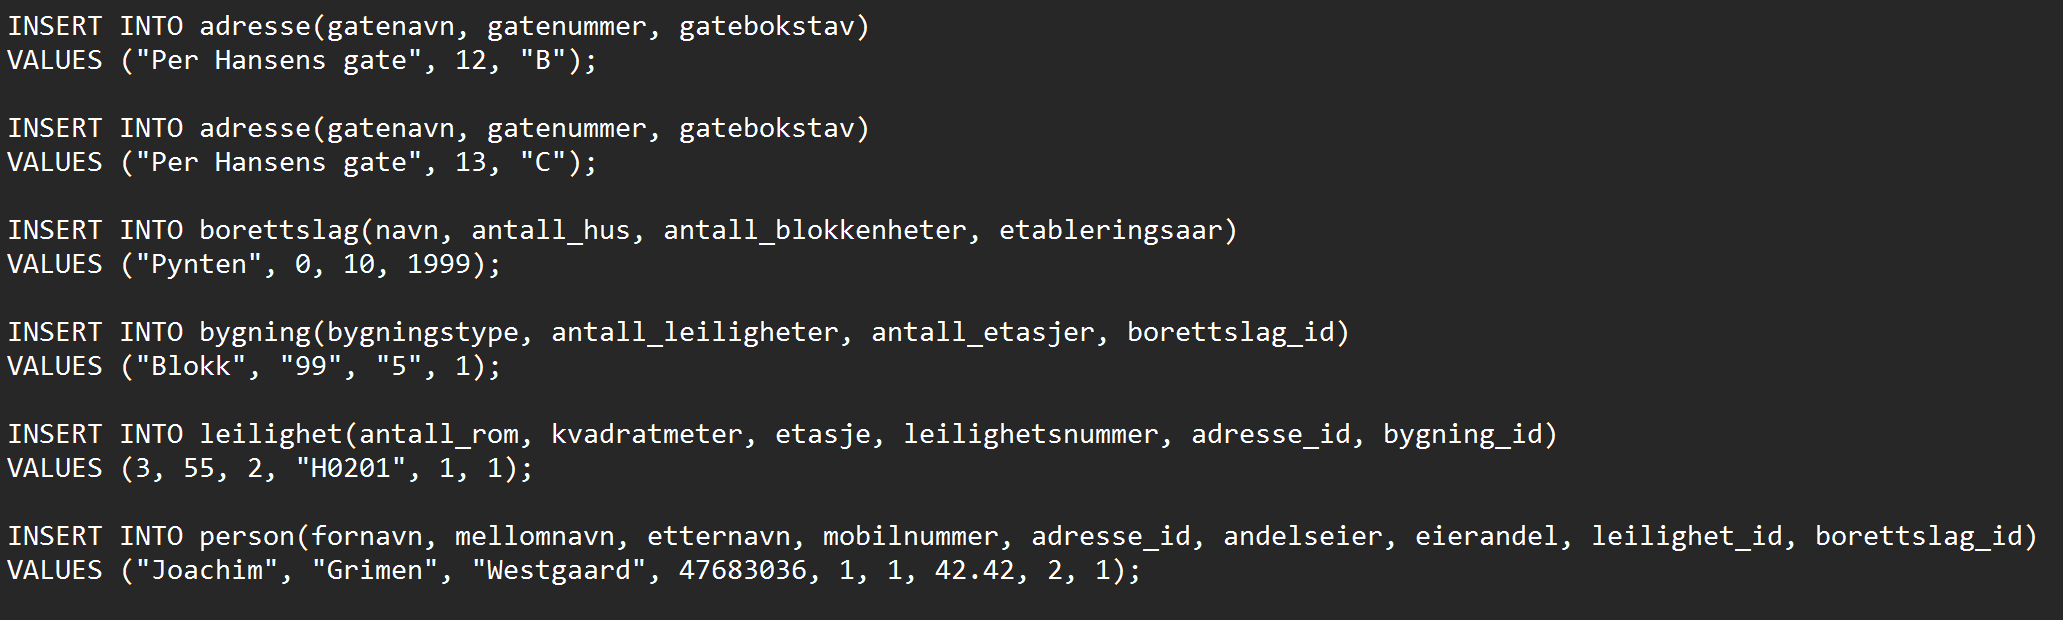 INSERT INTO adresse(gatenavn, gatenummer, gatebokstav)
VALUES ("Per Hansens gate", 12, "B");
INSERT INTO adresse(gatenavn, gatenummer, gatebokstav)
VALUES ("Per Hansens gate", 13, "C");
INSERT INTO borettslag(navn, antall_hus, antall_blokkenheter, etableringsaar)
VALUES ("Pynten", 0, 10, 1999);
INSERT INTO bygning(bygningstype, antall_leiligheter, antall_etasjer, borettslag_id)
VALUES ("Blokk", "99", "5", 1);
INSERT INTO leilighet(antall_rom, kvadratmeter, etasje, leilighetsnummer, adresse_id, bygning_id)
VALUES (3, 55, 2, "H0201", 1, 1);
INSERT INTO person(fornavn, mellomnavn, etternavn, mobilnummer, adresse_id, andelseier, eierandel, leilighet_id, borettslag_id)
VALUES ("Joachim", "Grimen", "Westgaard", 47683036, 1, 1, 42.42, 2, 1);